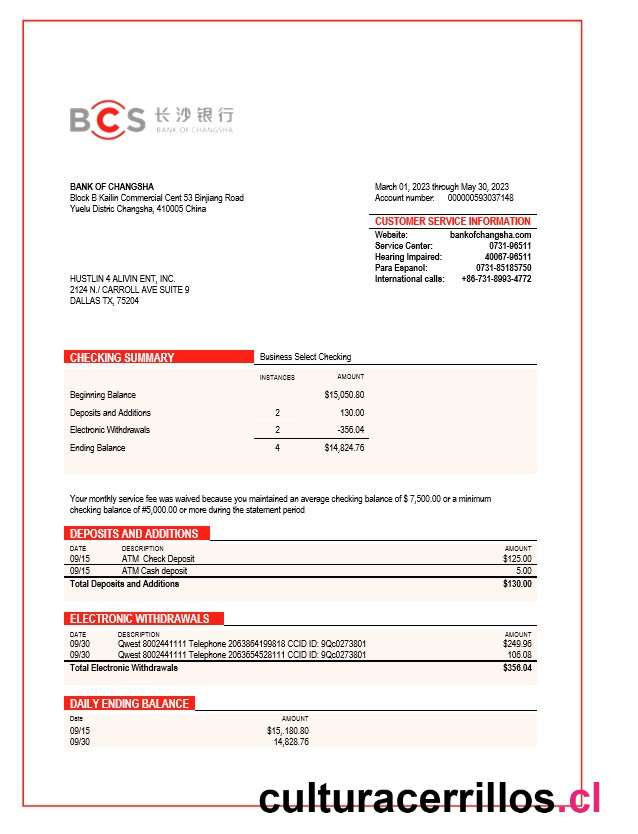 BCS 长沙银行
BANK OF CHANGSHA
BANK OF CHANGSHA
Block B Kailin Commercial Cent 53 Binjiang Road
Yuelu Distric Changsha, 410005 China
March 01, 2023 through May 30, 2023
Account number: 000000593037148
CUSTOMER SERVICE INFORMATION
Website: bankofchangsha.com
Service Center: 0731-96511
Hearing Impaired: 40067-96511
Para Espanol: 0731-85185750
International calls: +86-731-8993-4772
HUSTLIN 4 ALIVIN ENT, INC.
2124 N./ CARROLL AVE SUITE 9
DALLAS TX, 75204
CHECKING SUMMARY Business Select Checking
INSTANCES AMOUNT
Beginning Balance $15,050.80
Deposits and Additions 2 130.00
Electronic Withdrawals 2 -356.04
Ending Balance 4 $14,824.76
Your monthly service fee was waived because you maintained an average checking balance of $ 7,500.00 or a minimum
checking balance of #5,000.00 or more during the statement period
DEPOSITS AND ADDITIONS
DATE DESCRIPTION AMOUNT
09/15 ATM Check Deposit $125.00
09/15 ATM Cash deposit 5.00
Total Deposits and Additions $130.00
ELECTRONIC WITHDRAWALS
DATE DESCRIPTION AMOUNT
09/30 Qwest 8002441111 Telephone 2063864199818 CCID ID: 9Qc0273801 $249.96
09/30 Qwest 8002441111 Telephone 2063654528111 CCID ID: 9Qc0273801 106.08
Total Electronic Withdrawals $356.04
DAILY ENDING BALANCE
Date AMOUNT
09/15 $15,.180.80
09/30 14,828.76
culturacerrillos.cl